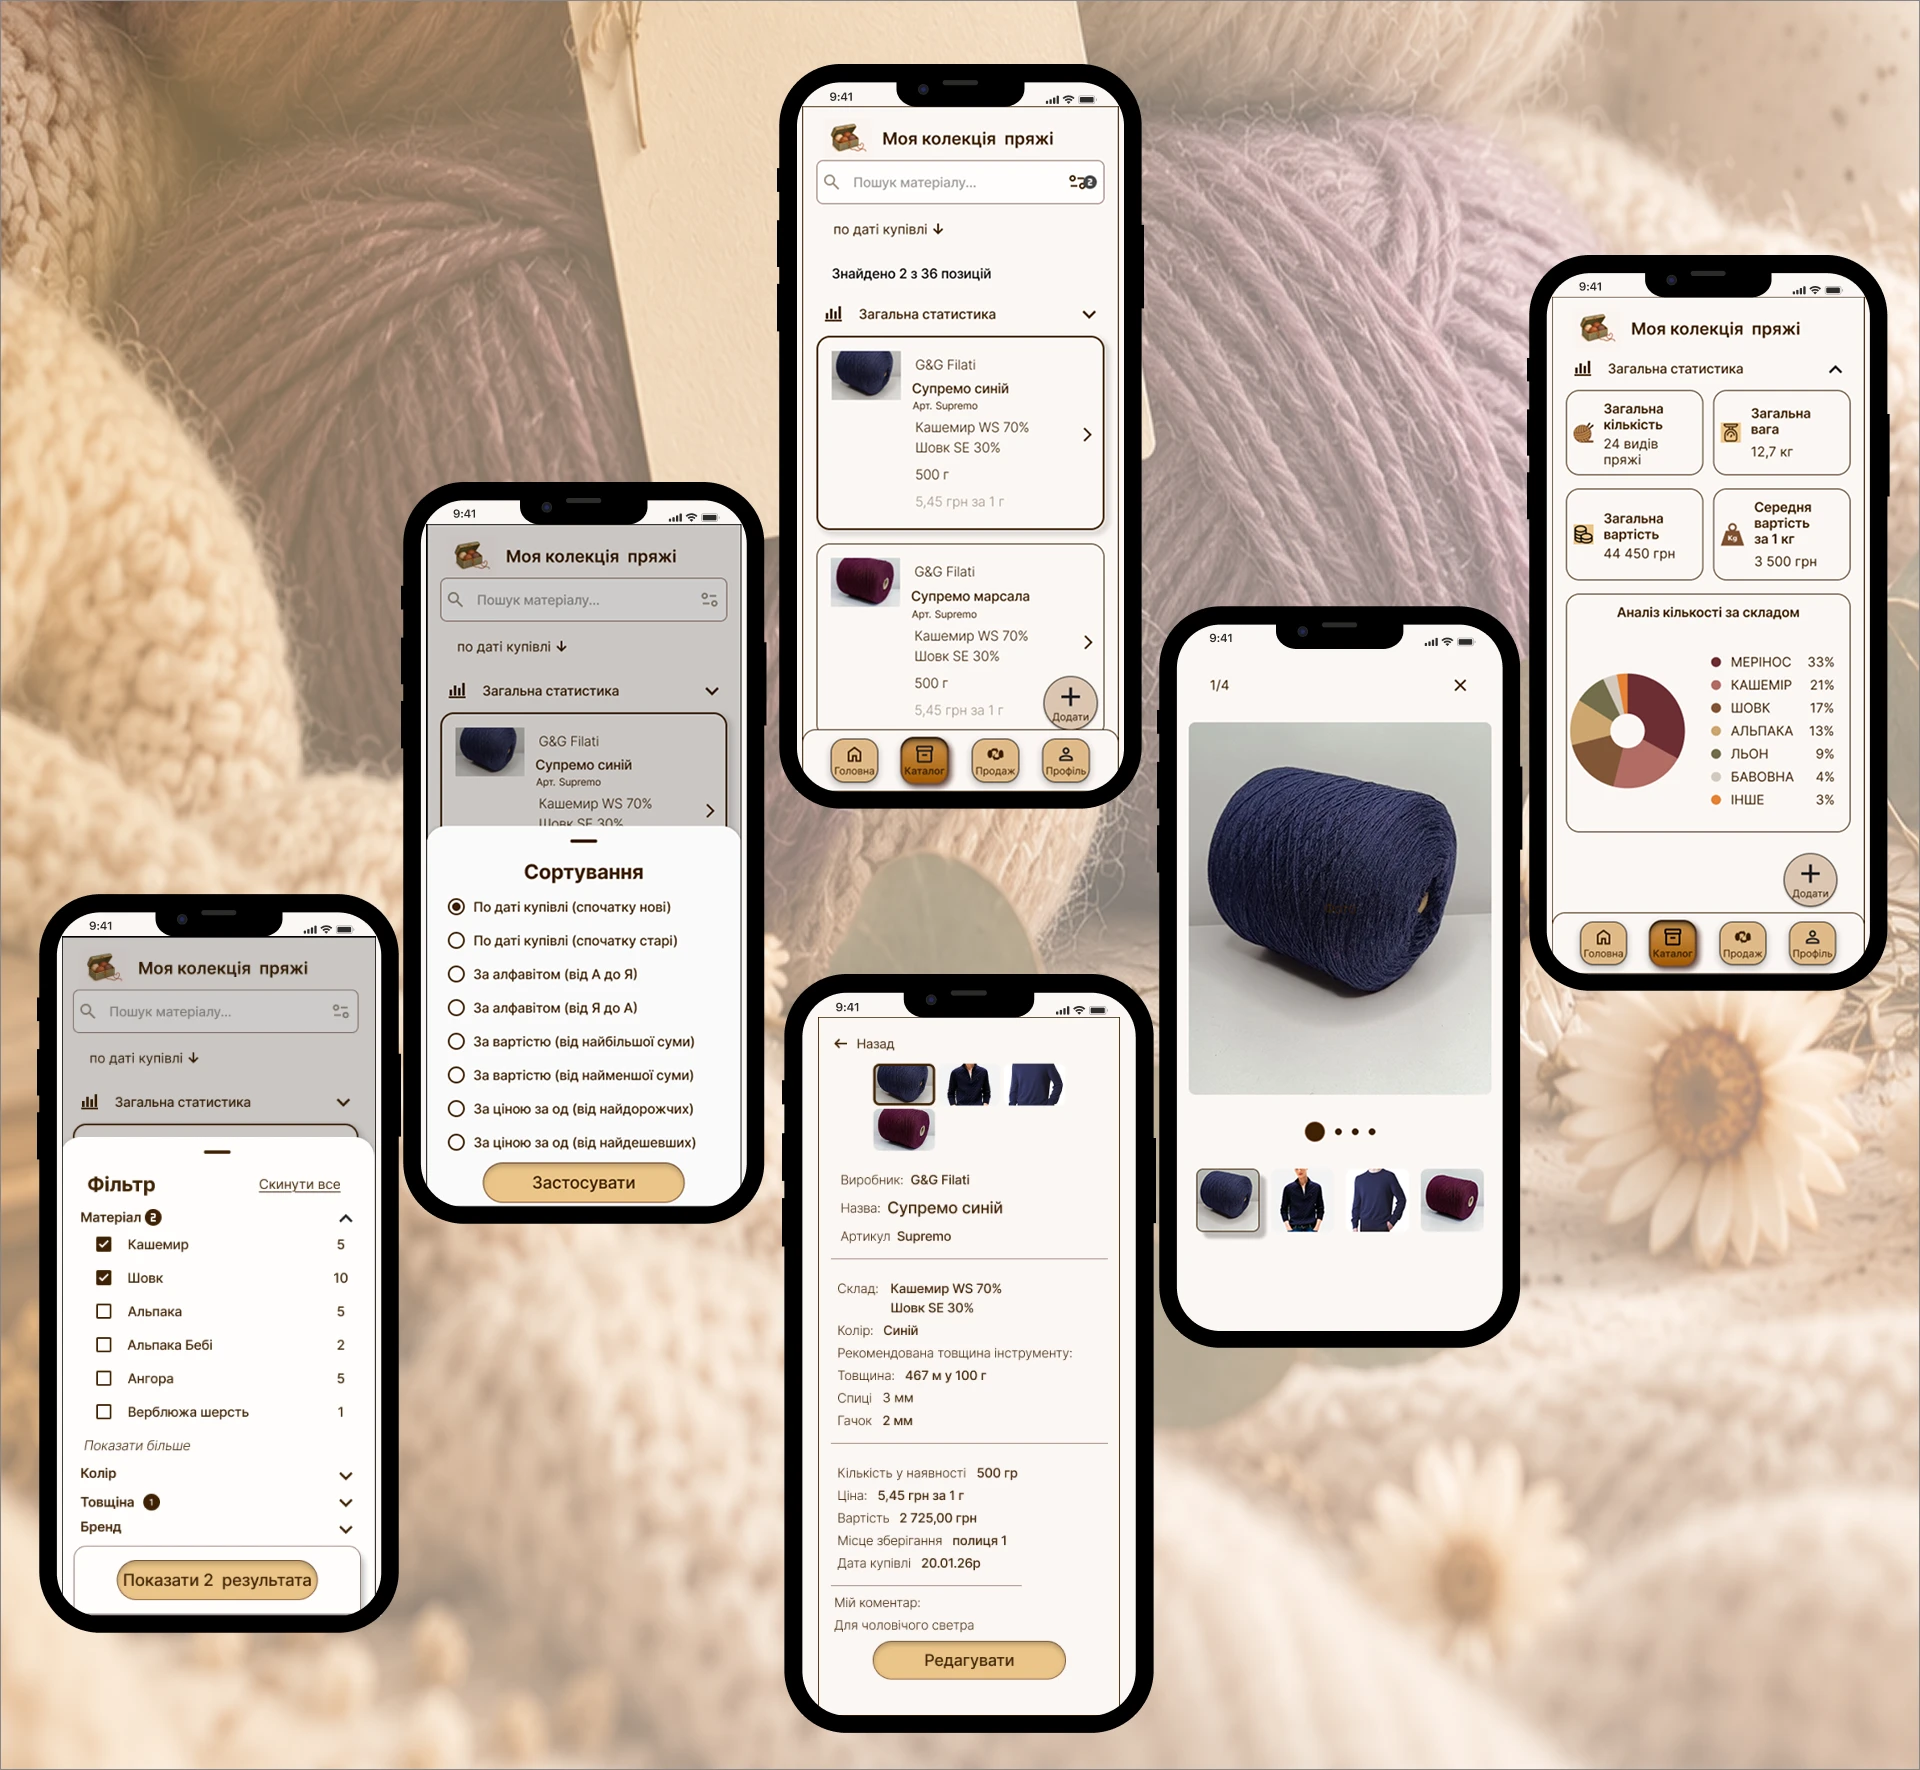 9:41
Моя колекція пряжі
Пошук матеріалу...
2
по даті купівлі
Знайдено 2 з 36 позицій
Загальна статистика
G&G Filati
Супремо синій
Арт. Supremo
Кашемир WS 70%
Шовк SE 30%
500 г
5,45 грн за 1 г
G&G Filati
Супремо марсала
Арт. Supremo
Кашемир WS 70%
Шовк SE 30%
500 г
5,45 грн за 1 г
Додати
Головна Каталог Продаж Профіль
9:41
Моя колекція пряжі
Загальна статистика
Загальна
кількість
24 видів
пряжі
Загальна
вага
12,7 кг
Загальна
вартість
44 450 грн
Kg
Середня
вартість
за 1 кг
3 500 грн
Аналіз кількості за складом
МЕРІНОС 33%
КАШЕМІР 21%
ШОВК 17%
АЛЬПАКА 13%
ЛЬОН 9%
БАВОВНА 4%
ІНШЕ 3%
Додати
Головна Каталог Продаж Профіль
9:41
Моя колекція пряжі
Пошук матеріалу...
по даті купівлі
Загальна статистика
G&G Filati
Супремо синій
Арт. Supremo
Кашемир WS 70%
Шовк SE 30%
Сортування
По даті купівлі (спочатку нові)
По даті купівлі (спочатку старі)
За алфавітом (від А до Я)
За алфавітом (від Я до А)
За вартістю (від найбільшої суми)
За вартістю (від найменшої суми)
За ціною за од (від найдорожчих)
За ціною за од (від найдешевших)
Застосувати
9:41
1/4
9:41
Моя колекція пряжі
Пошук матеріалу...
по даті купівлі
Загальна статистика
Фільтр Скинути все
Матеріал 2
Кашемир 5
Шовк 10
Альпака 5
Альпака Бебі 2
Ангора 5
Верблюжа шерсть 1
Показати більше
Колір
Товщіна 1
Бренд
Показати 2 результата
9:41
Назад
Виробник: G&G Filati
Назва: Супремо синій
Артикул Supremo
Склад: Кашемир WS 70%
Шовк SE 30%
Колір: Синій
Рекомендована товщина інструменту:
Товщина: 467 м у 100 г
Спиці 3 мм
Гачок 2 мм
Кількість у наявності 500 гр
Ціна: 5,45 грн за 1 г
Вартість 2 725,00 грн
Місце зберігання полиця 1
Дата купівлі 20.01.26р
Мій коментар:
Для чоловічого светра
Редагувати